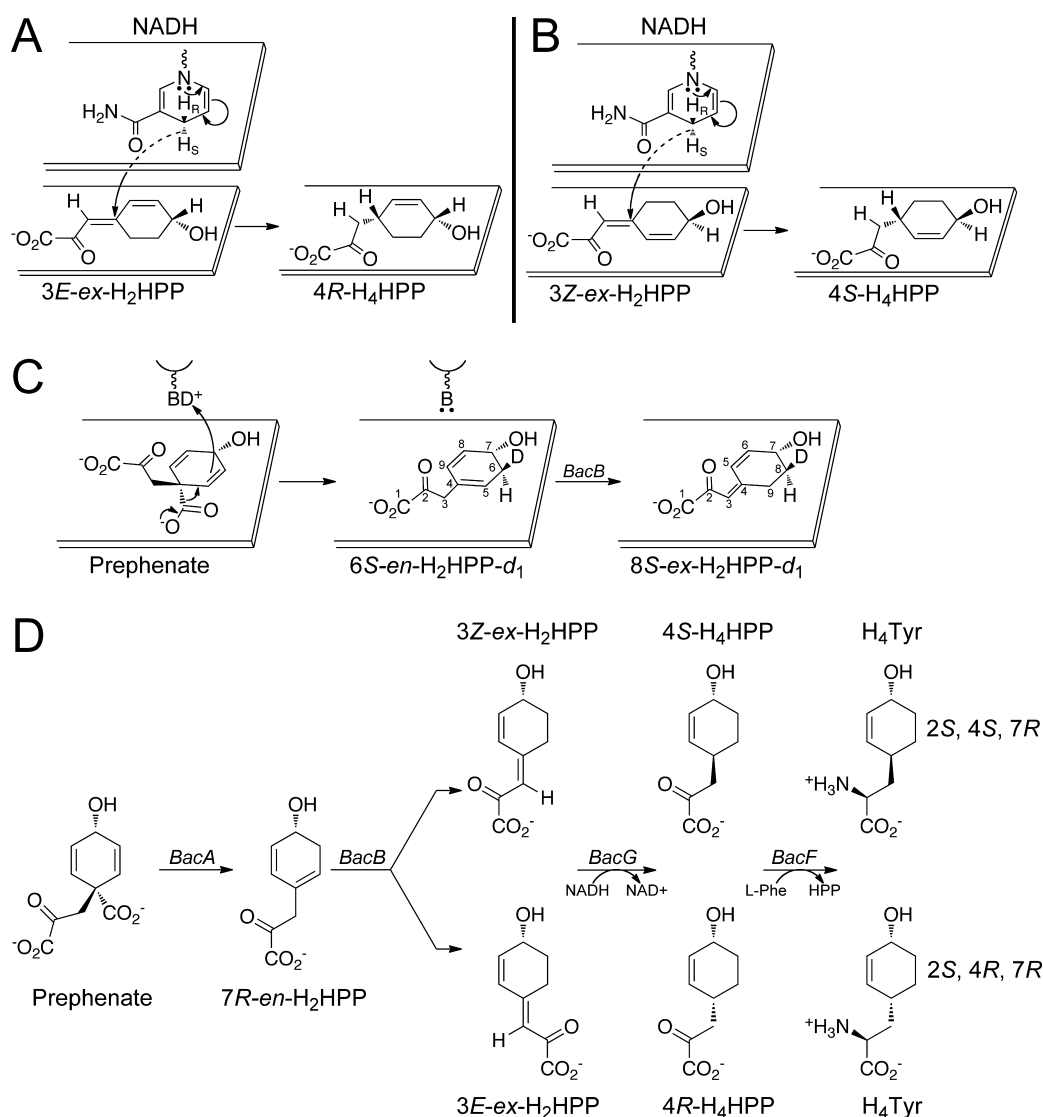 A
NADH
N
H_R
H2N
O
H_S
H
H
OH
⁻O2C
O
3E-ex-H2HPP
H
H
H
OH
⁻O2C
O
4R-H4HPP
B
NADH
N
H_R
H2N
O
H_S
H
OH
H
⁻O2C
O
3Z-ex-H2HPP
H
H
OH
H
⁻O2C
O
4S-H4HPP
C
BD⁺
OH
O
⁻O2C
O
⁻O
Prephenate
B
8
7
OH
D
9
6
O
H
4
5
1
2
3
⁻O2C
6S-en-H2HPP-d1
BacB
6
7
OH
D
5
8
O
H
4
9
1
2
3
⁻O2C
8S-ex-H2HPP-d1
D
3Z-ex-H2HPP 4S-H4HPP H4Tyr
OH OH OH
2S, 4S, 7R
O H O ⁺H3N
CO2⁻ CO2⁻ CO2⁻
OH
BacA
OH
BacB
BacG
NADH NAD+
BacF
L-Phe HPP
O
CO2⁻
⁻O2C
Prephenate
O
CO2⁻
7R-en-H2HPP
OH OH OH
2S, 4R, 7R
H O O ⁺H3N
CO2⁻ CO2⁻ CO2⁻
3E-ex-H2HPP 4R-H4HPP H4Tyr